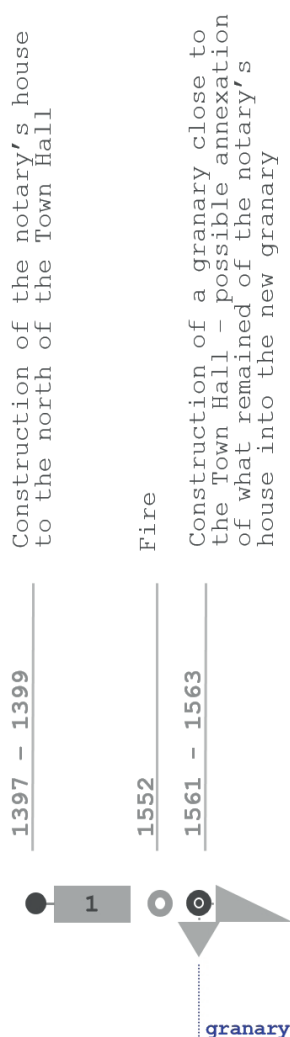 1397 – 1399
Construction of the notary's house
to the north of the Town Hall
1
1552
Fire
1561 – 1563
Construction of a granary close to
the Town Hall – possible annexation
of what remained of the notary's
house into the new granary
granary